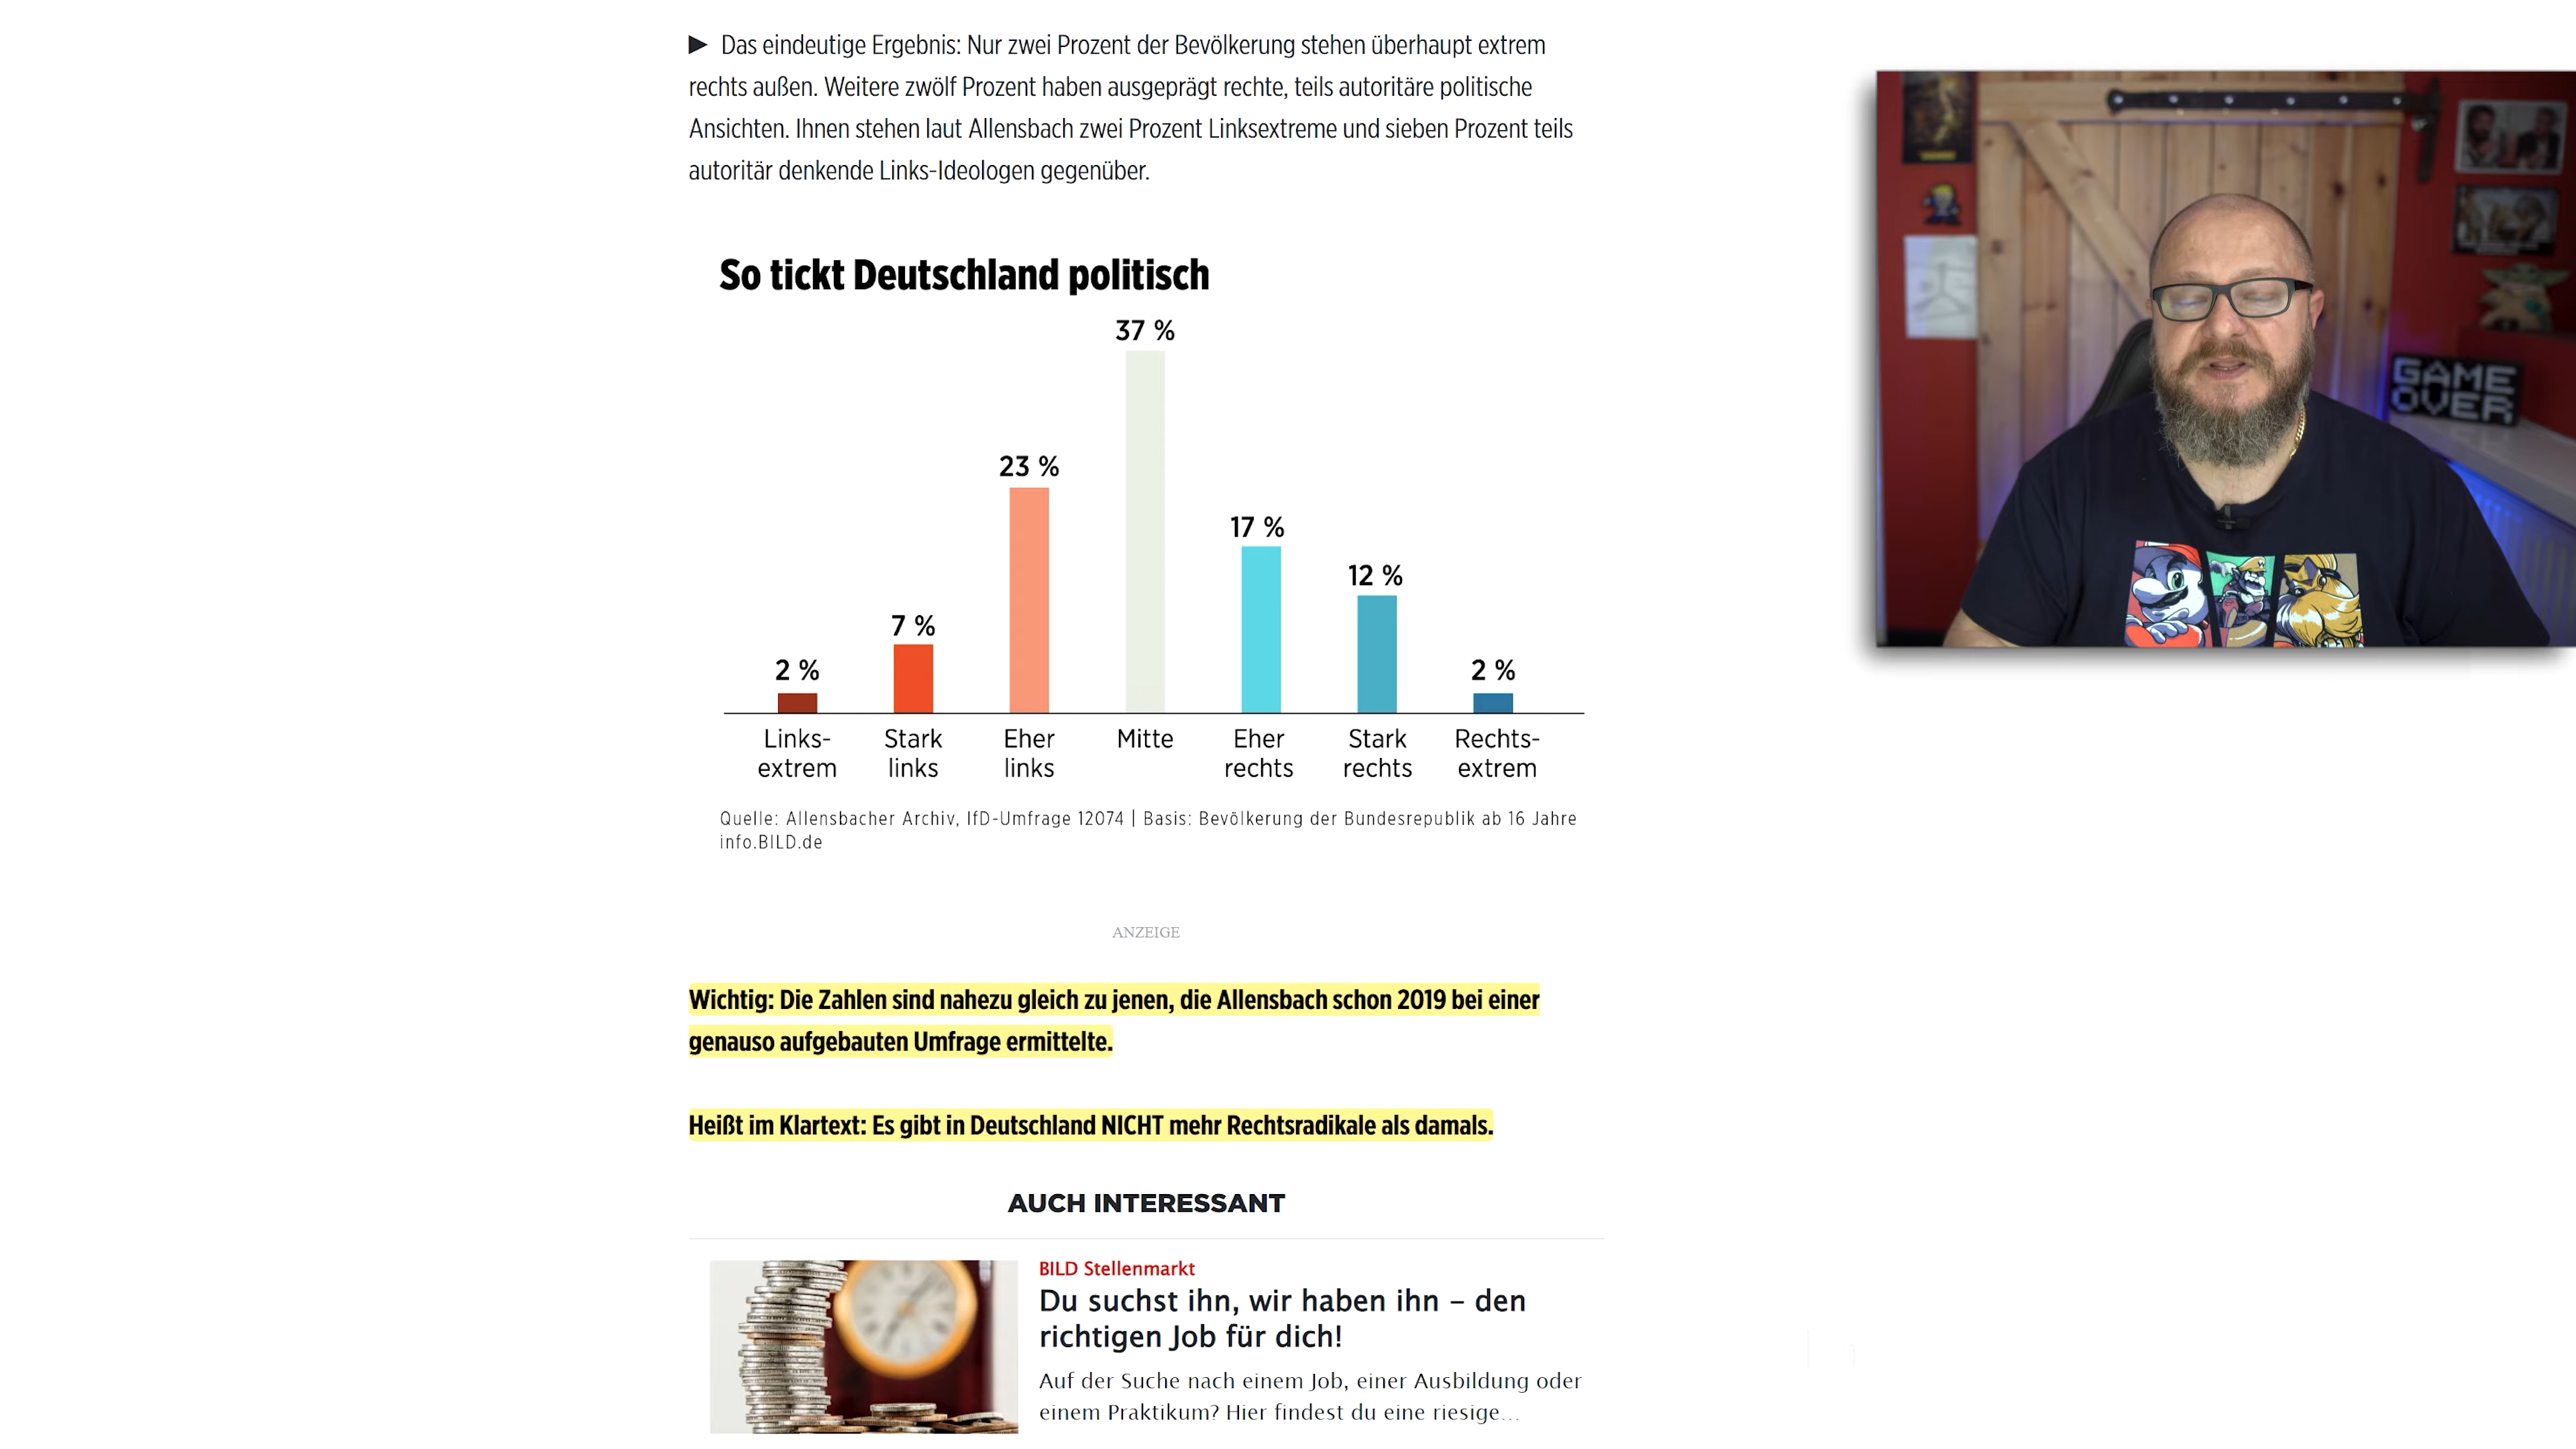 ► Das eindeutige Ergebnis: Nur zwei Prozent der Bevölkerung stehen überhaupt extrem
rechts außen. Weitere zwölf Prozent haben ausgeprägt rechte, teils autoritäre politische
Ansichten. Ihnen stehen laut Allensbach zwei Prozent Linksextreme und sieben Prozent teils
autoritär denkende Links-Ideologen gegenüber.
So tickt Deutschland politisch
37 %
23 %
17 %
12 %
7 %
2 %
2 %
Links-
extrem
Stark
links
Eher
links
Mitte
Eher
rechts
Stark
rechts
Rechts-
extrem
Quelle: Allensbacher Archiv, IfD-Umfrage 12074 | Basis: Bevölkerung der Bundesrepublik ab 16 Jahre
info.BILD.de
ANZEIGE
Wichtig: Die Zahlen sind nahezu gleich zu jenen, die Allensbach schon 2019 bei einer
genauso aufgebauten Umfrage ermittelte.
Heißt im Klartext: Es gibt in Deutschland NICHT mehr Rechtsradikale als damals.
AUCH INTERESSANT
BILD Stellenmarkt
Du suchst ihn, wir haben ihn – den
richtigen Job für dich!
Auf der Suche nach einem Job, einer Ausbildung oder
einem Praktikum? Hier findest du eine riesige...
GAME
OVER